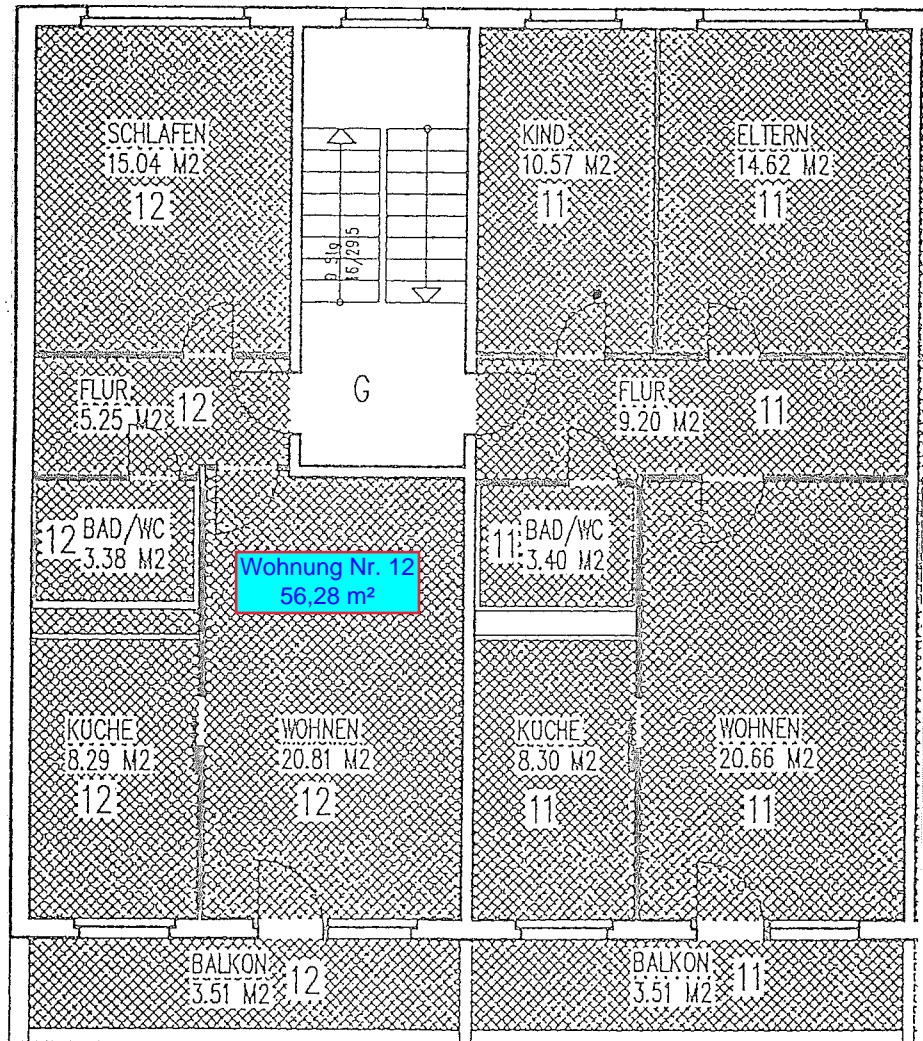 SCHLAFEN
15.04 M2
12
KIND
10.57 M2
11
ELTERN
14.62 M2
11
16/29.5
FLUR
5.25 M2
12
G
FLUR
9.20 M2
11
12
BAD/WC
3.38 M2
Wohnung Nr. 12
56,28 m²
11
BAD/WC
3.40 M2
KÜCHE
8.29 M2
12
WOHNEN
20.81 M2
12
KÜCHE
8.30 M2
11
WOHNEN
20.66 M2
11
BALKON
3.51 M2
12
BALKON
3.51 M2
11